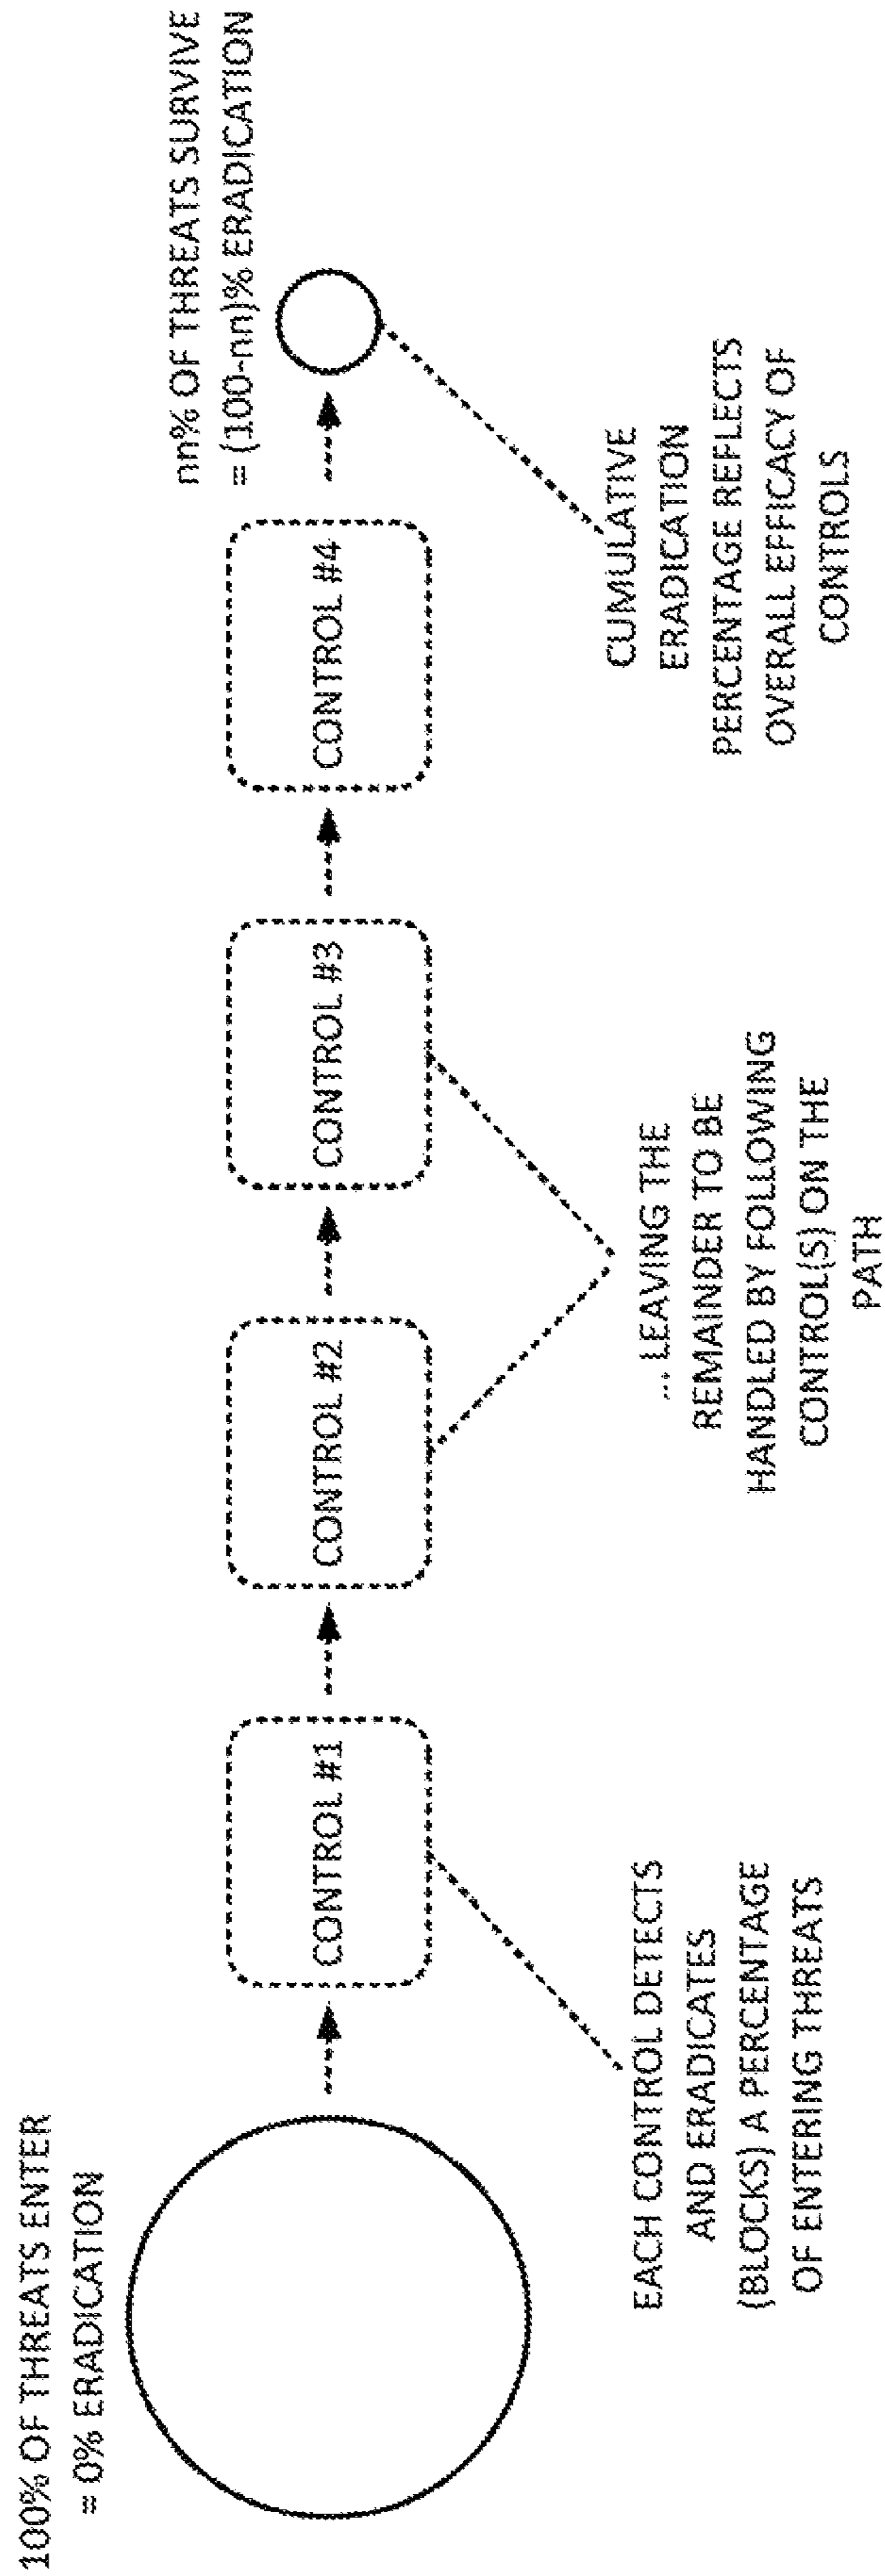 100% OF THREATS ENTER
= 0% ERADICATION
nn% OF THREATS SURVIVE
= (100-nn)% ERADICATION
CONTROL #1
CONTROL #2
CONTROL #3
CONTROL #4
EACH CONTROL DETECTS
AND ERADICATES
(BLOCKS) A PERCENTAGE
OF ENTERING THREATS
... LEAVING THE
REMAINDER TO BE
HANDLED BY FOLLOWING
CONTROL(S) ON THE
PATH
CUMULATIVE
ERADICATION
PERCENTAGE REFLECTS
OVERALL EFFICACY OF
CONTROLS